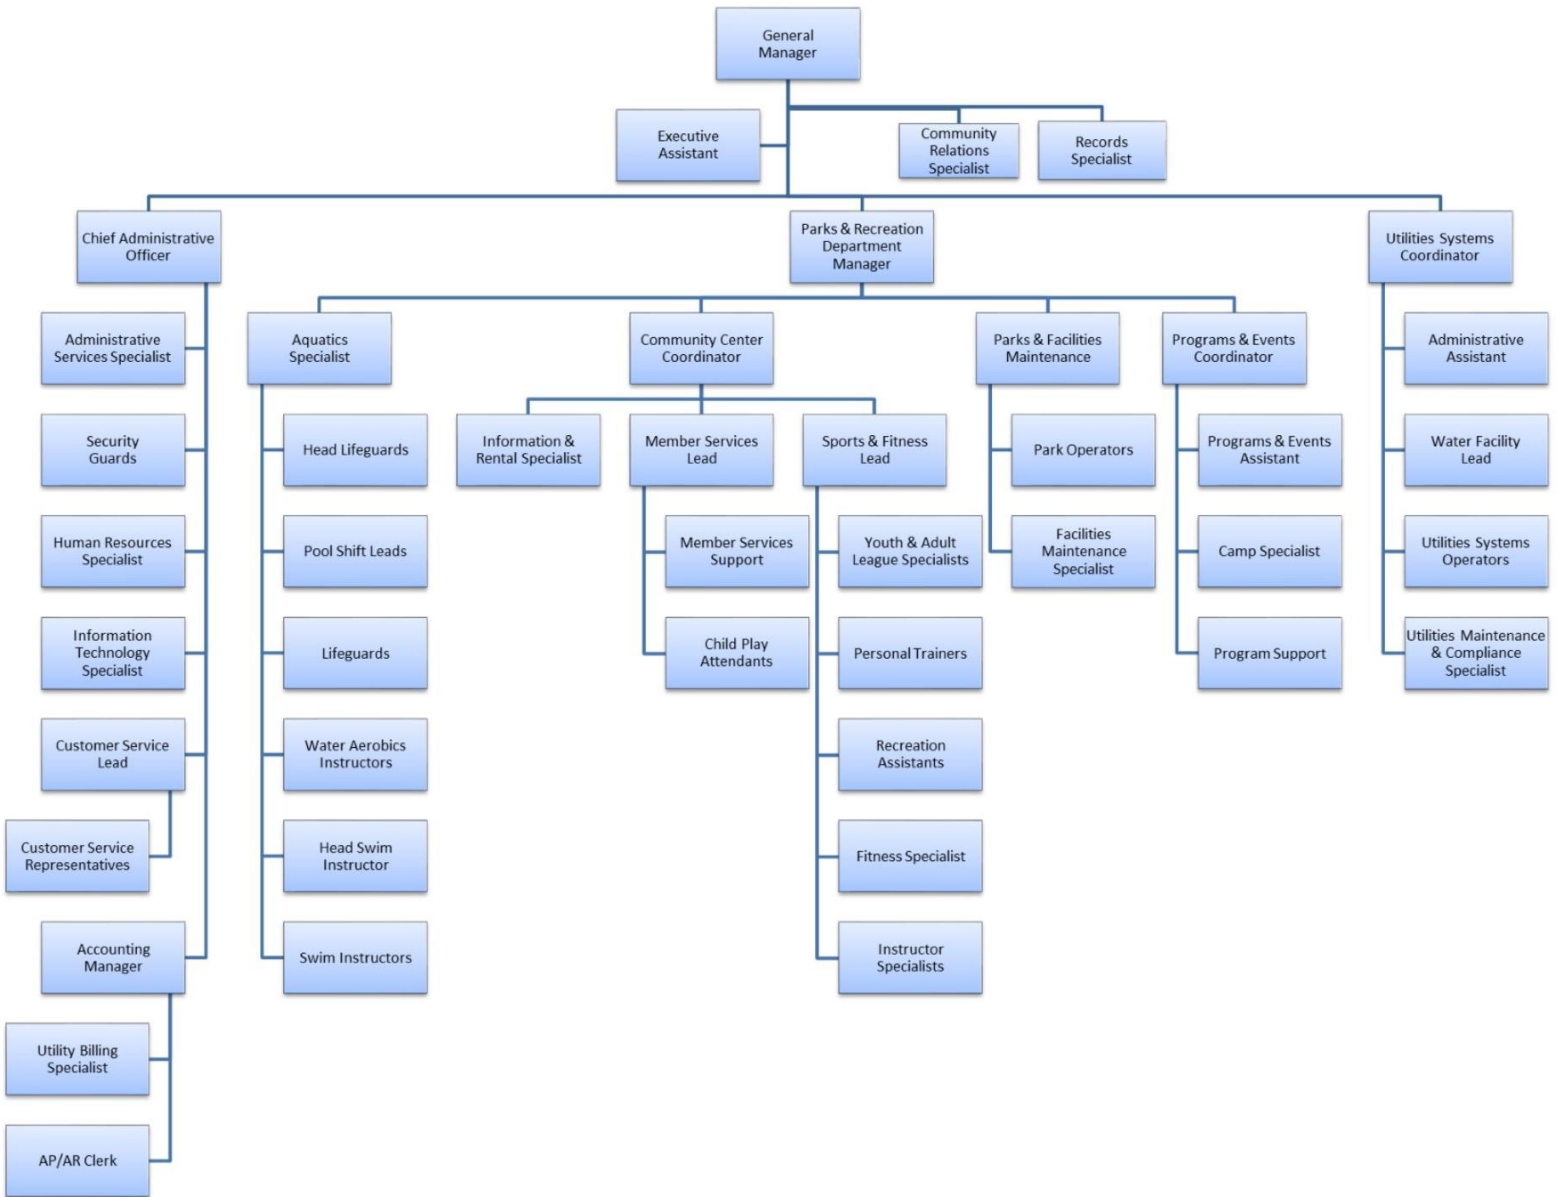 General
Manager
Executive
Assistant
Community
Relations
Specialist
Records
Specialist
Chief Administrative
Officer
Parks & Recreation
Department
Manager
Utilities Systems
Coordinator
Administrative
Services Specialist
Security
Guards
Human Resources
Specialist
Information
Technology
Specialist
Customer Service
Lead
Customer Service
Representatives
Accounting
Manager
Utility Billing
Specialist
AP/AR Clerk
Aquatics
Specialist
Head Lifeguards
Pool Shift Leads
Lifeguards
Water Aerobics
Instructors
Head Swim
Instructor
Swim Instructors
Community Center
Coordinator
Information &
Rental Specialist
Member Services
Lead
Member Services
Support
Child Play
Attendants
Sports & Fitness
Lead
Youth & Adult
League Specialists
Personal Trainers
Recreation
Assistants
Fitness Specialist
Instructor
Specialists
Parks & Facilities
Maintenance
Park Operators
Facilities
Maintenance
Specialist
Programs & Events
Coordinator
Programs & Events
Assistant
Camp Specialist
Program Support
Administrative
Assistant
Water Facility
Lead
Utilities Systems
Operators
Utilities Maintenance
& Compliance
Specialist